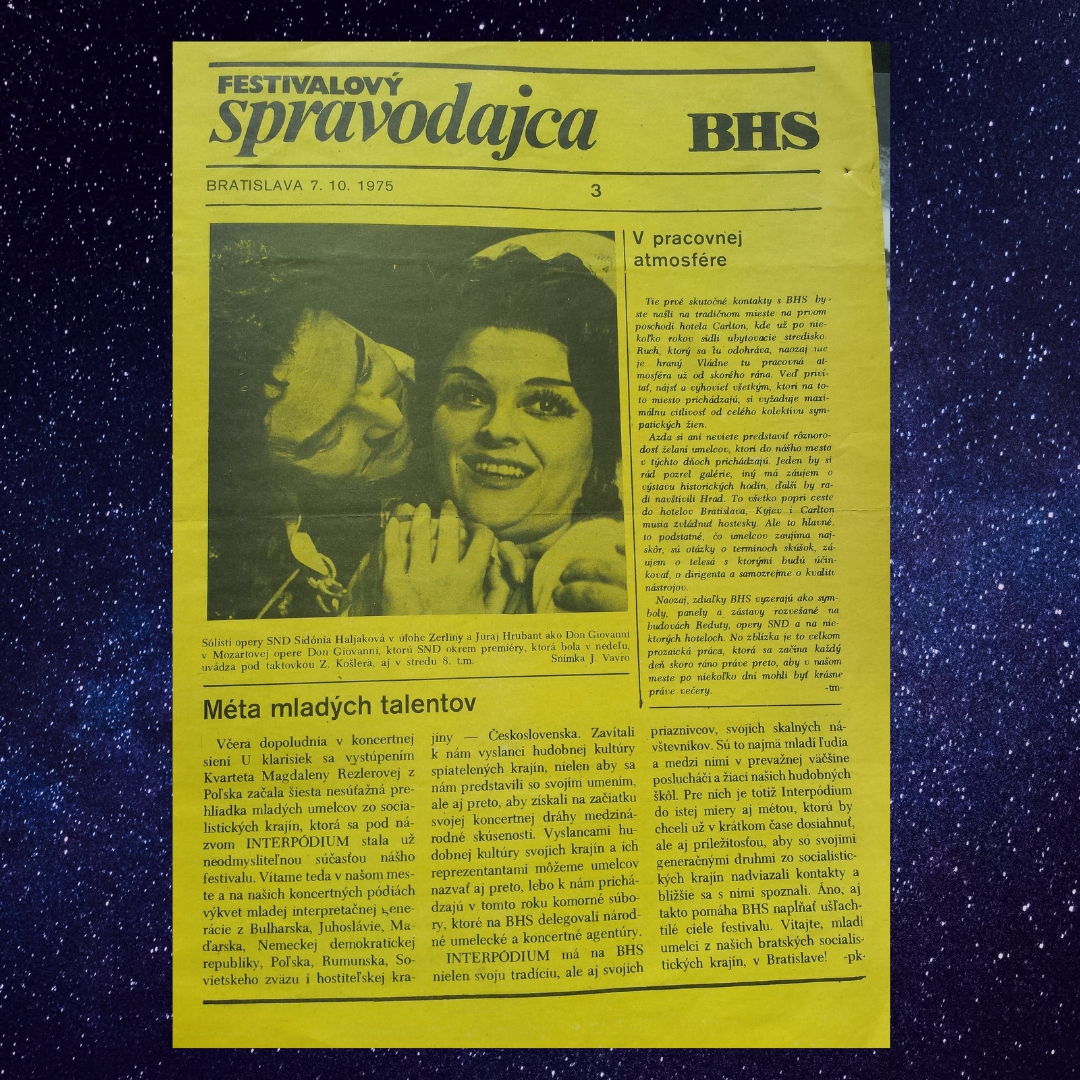 FESTIVALOVÝ
spravodajca
BHS
BRATISLAVA 7. 10. 1975
3
Sólisti opery SND Sidónia Haljaková v úlohe Zerliny a Juraj Hrubant ako Don Giovanni
v Mozartovej opere Don Giovanni, ktorú SND okrem premiéry, ktorá bola v nedeľu,
uvádza pod taktovkou Z. Košlera, aj v stredu 8. t.m. Snímka J. Vavro
V pracovnej
atmosfére
Tie prvé skutočné kontakty s BHS by-
ste našli na tradičnom mieste na prvom
poschodí hotela Carlton, kde už po nie-
koľko rokov sídli ubytovacie stredisko.
Ruch, ktorý sa tu odohráva, naozaj nie
je hraný. Vládne tu pracovná at-
mosféra už od skorého rána. Veď priví-
tať, nájsť a vyhovieť všetkým, ktorí na to-
to miesto prichádzajú, si vyžaduje maxi-
málnu citlivosť od celého kolektívu sym-
patických žien.
Azda si ani neviete predstaviť rôznoro-
dosť želaní umelcov, ktorí do nášho mesta
v týchto dňoch prichádzajú. Jeden by si
rád pozrel galérie, iný má záujem o
výstavu historických hodín, ďalší by ra-
di navštívili Hrad. To všetko popri ceste
do hotelov Bratislava, Kyjev i Carlton
musia zvládnuť hostesky. Ale to hlavné,
to podstatné, čo umelcov zaujíma naj-
skôr, sú otázky o termínoch skúšok, zá-
ujem o telesá s ktorými budú účin-
kovať, o dirigenta a samozrejme o kvalitu
nástrojov.
Naozaj, zdiaľky BHS vyzerajú ako sym-
boly, panely a zástavy rozvešané na
budovách Reduty, opery SND a na nie-
ktorých hoteloch. No zblízka je to celkom
prozaická práca, ktorá sa začína každý
deň skoro ráno práve preto, aby v našom
meste po niekoľko dní mohli byť krásne
práve večery. -tm-
Méta mladých talentov
Včera dopoludnia v koncertnej
sieni U klarisiek sa vystúpením
Kvarteta Magdaleny Rezlerovej z
Poľska začala šiesta nesúťažná pre-
hliadka mladých umelcov zo socia-
listických krajín, ktorá sa pod ná-
zvom INTERPÓDIUM stala už
neodmysliteľnou súčasťou nášho
festivalu. Vítame teda v našom mes-
te a na našich koncertných pódiách
výkvet mladej interpretačnej gene-
rácie z Bulharska, Juhoslávie, Ma-
ďarska, Nemeckej demokratickej
republiky, Poľska, Rumunska, So-
vietskeho zväzu i hostiteľskej kra-
jiny — Československa. Zavítali
k nám vyslanci hudobnej kultúry
spiatelených krajín, nielen aby sa
nám predstavili so svojím umením,
ale aj preto, aby získali na začiatku
svojej koncertnej dráhy medziná-
rodné skúsenosti. Vyslancami hu-
dobnej kultúry svojich krajín a ich
reprezentantami môžeme umelcov
nazvať aj preto, lebo k nám prichá-
dzajú v tomto roku komorné súbo-
ry, ktoré na BHS delegovali národ-
né umelecké a koncertné agentúry.
INTERPÓDIUM má na BHS
nielen svoju tradíciu, ale aj svojich
priaznivcov, svojich skalných ná-
vštevníkov. Sú to najmä mladí ľudia
a medzi nimi v prevažnej väčšine
poslucháči a žiaci našich hudobných
škôl. Pre nich je totiž Interpódium
do istej miery aj métou, ktorú by
chceli už v krátkom čase dosiahnuť,
ale aj príležitosťou, aby so svojimi
generačnými druhmi zo socialistic-
kých krajín nadviazali kontakty a
bližšie sa s nimi spoznali. Áno, aj
takto pomáha BHS napĺňať ušľach-
tilé ciele festivalu. Vítajte, mladí
umelci z našich bratských socialis-
tických krajín, v Bratislave! -pk-